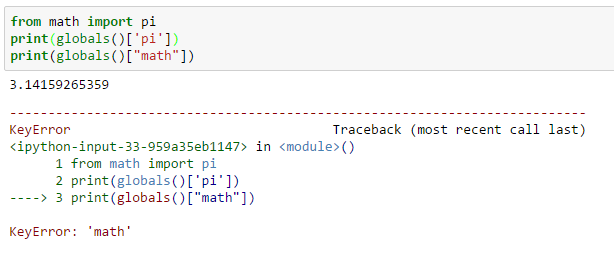 from math import pi
print(globals()['pi'])
print(globals()["math"])
3.14159265359
---------------------------------------------------------------------------
KeyError                                  Traceback (most recent call last)
<ipython-input-33-959a35eb1147> in <module>()
      1 from math import pi
      2 print(globals()['pi'])
----> 3 print(globals()["math"])
KeyError: 'math'